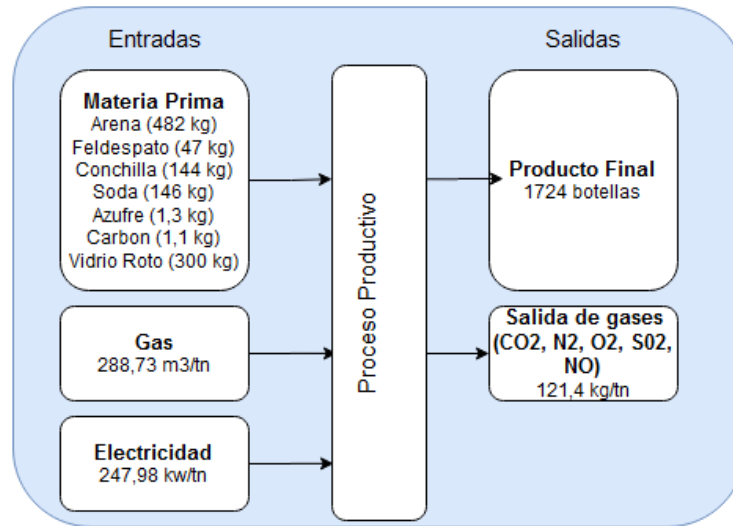 Entradas
Salidas
Materia Prima
Arena (482 kg)
Feldespato (47 kg)
Conchilla (144 kg)
Soda (146 kg)
Azufre (1,3 kg)
Carbon (1,1 kg)
Vidrio Roto (300 kg)
Gas
288,73 m3/tn
Electricidad
247,98 kw/tn
Proceso Productivo
Producto Final
1724 botellas
Salida de gases
(CO2, N2, O2, S02,
NO)
121,4 kg/tn